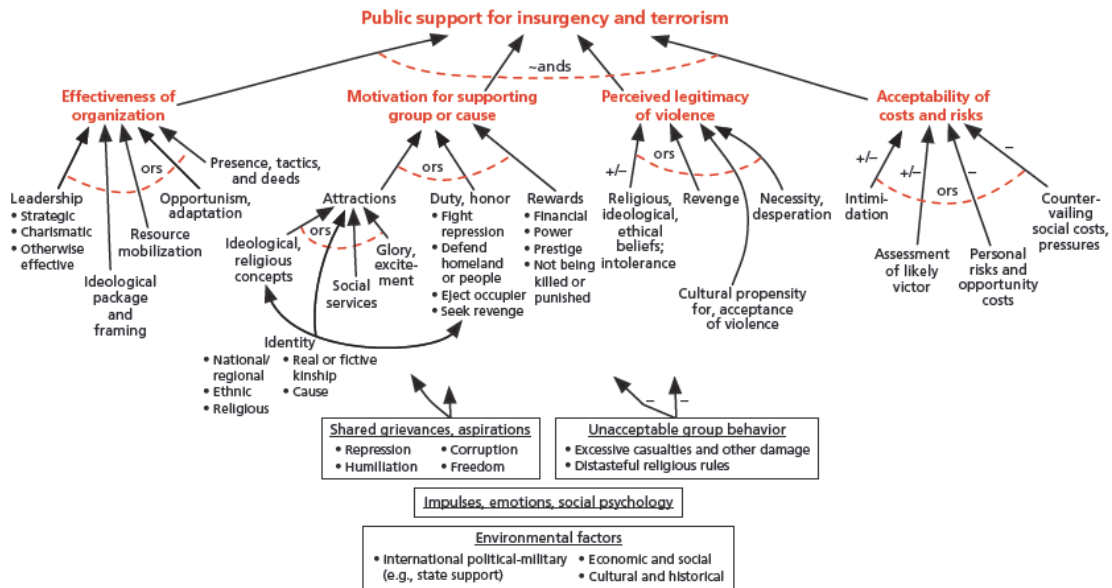 Public support for insurgency and terrorism
~ands
Effectiveness of
organization
Motivation for supporting
group or cause
Perceived legitimacy
of violence
Acceptability of
costs and risks
ors
Leadership
• Strategic
• Charismatic
• Otherwise
effective
Ideological
package
and
framing
Resource
mobilization
Opportunism,
adaptation
Presence, tactics,
and deeds
ors
Attractions
ors
Ideological,
religious
concepts
Social
services
Glory,
excite-
ment
Duty, honor
• Fight
repression
• Defend
homeland
or people
• Eject occupier
• Seek revenge
Rewards
• Financial
• Power
• Prestige
• Not being
killed or
punished
Identity
• National/
regional
• Ethnic
• Religious
• Real or fictive
kinship
• Cause
+/–
ors
Religious,
ideological,
ethical
beliefs;
intolerance
Revenge
Cultural propensity
for, acceptance
of violence
Necessity,
desperation
+/–
+/–
–
–
ors
Intimi-
dation
Assessment
of likely
victor
Personal
risks and
opportunity
costs
Counter-
vailing
social costs,
pressures
–
–
Shared grievances, aspirations
• Repression
• Humiliation
• Corruption
• Freedom
Unacceptable group behavior
• Excessive casualties and other damage
• Distasteful religious rules
Impulses, emotions, social psychology
Environmental factors
• International political-military
(e.g., state support)
• Economic and social
• Cultural and historical